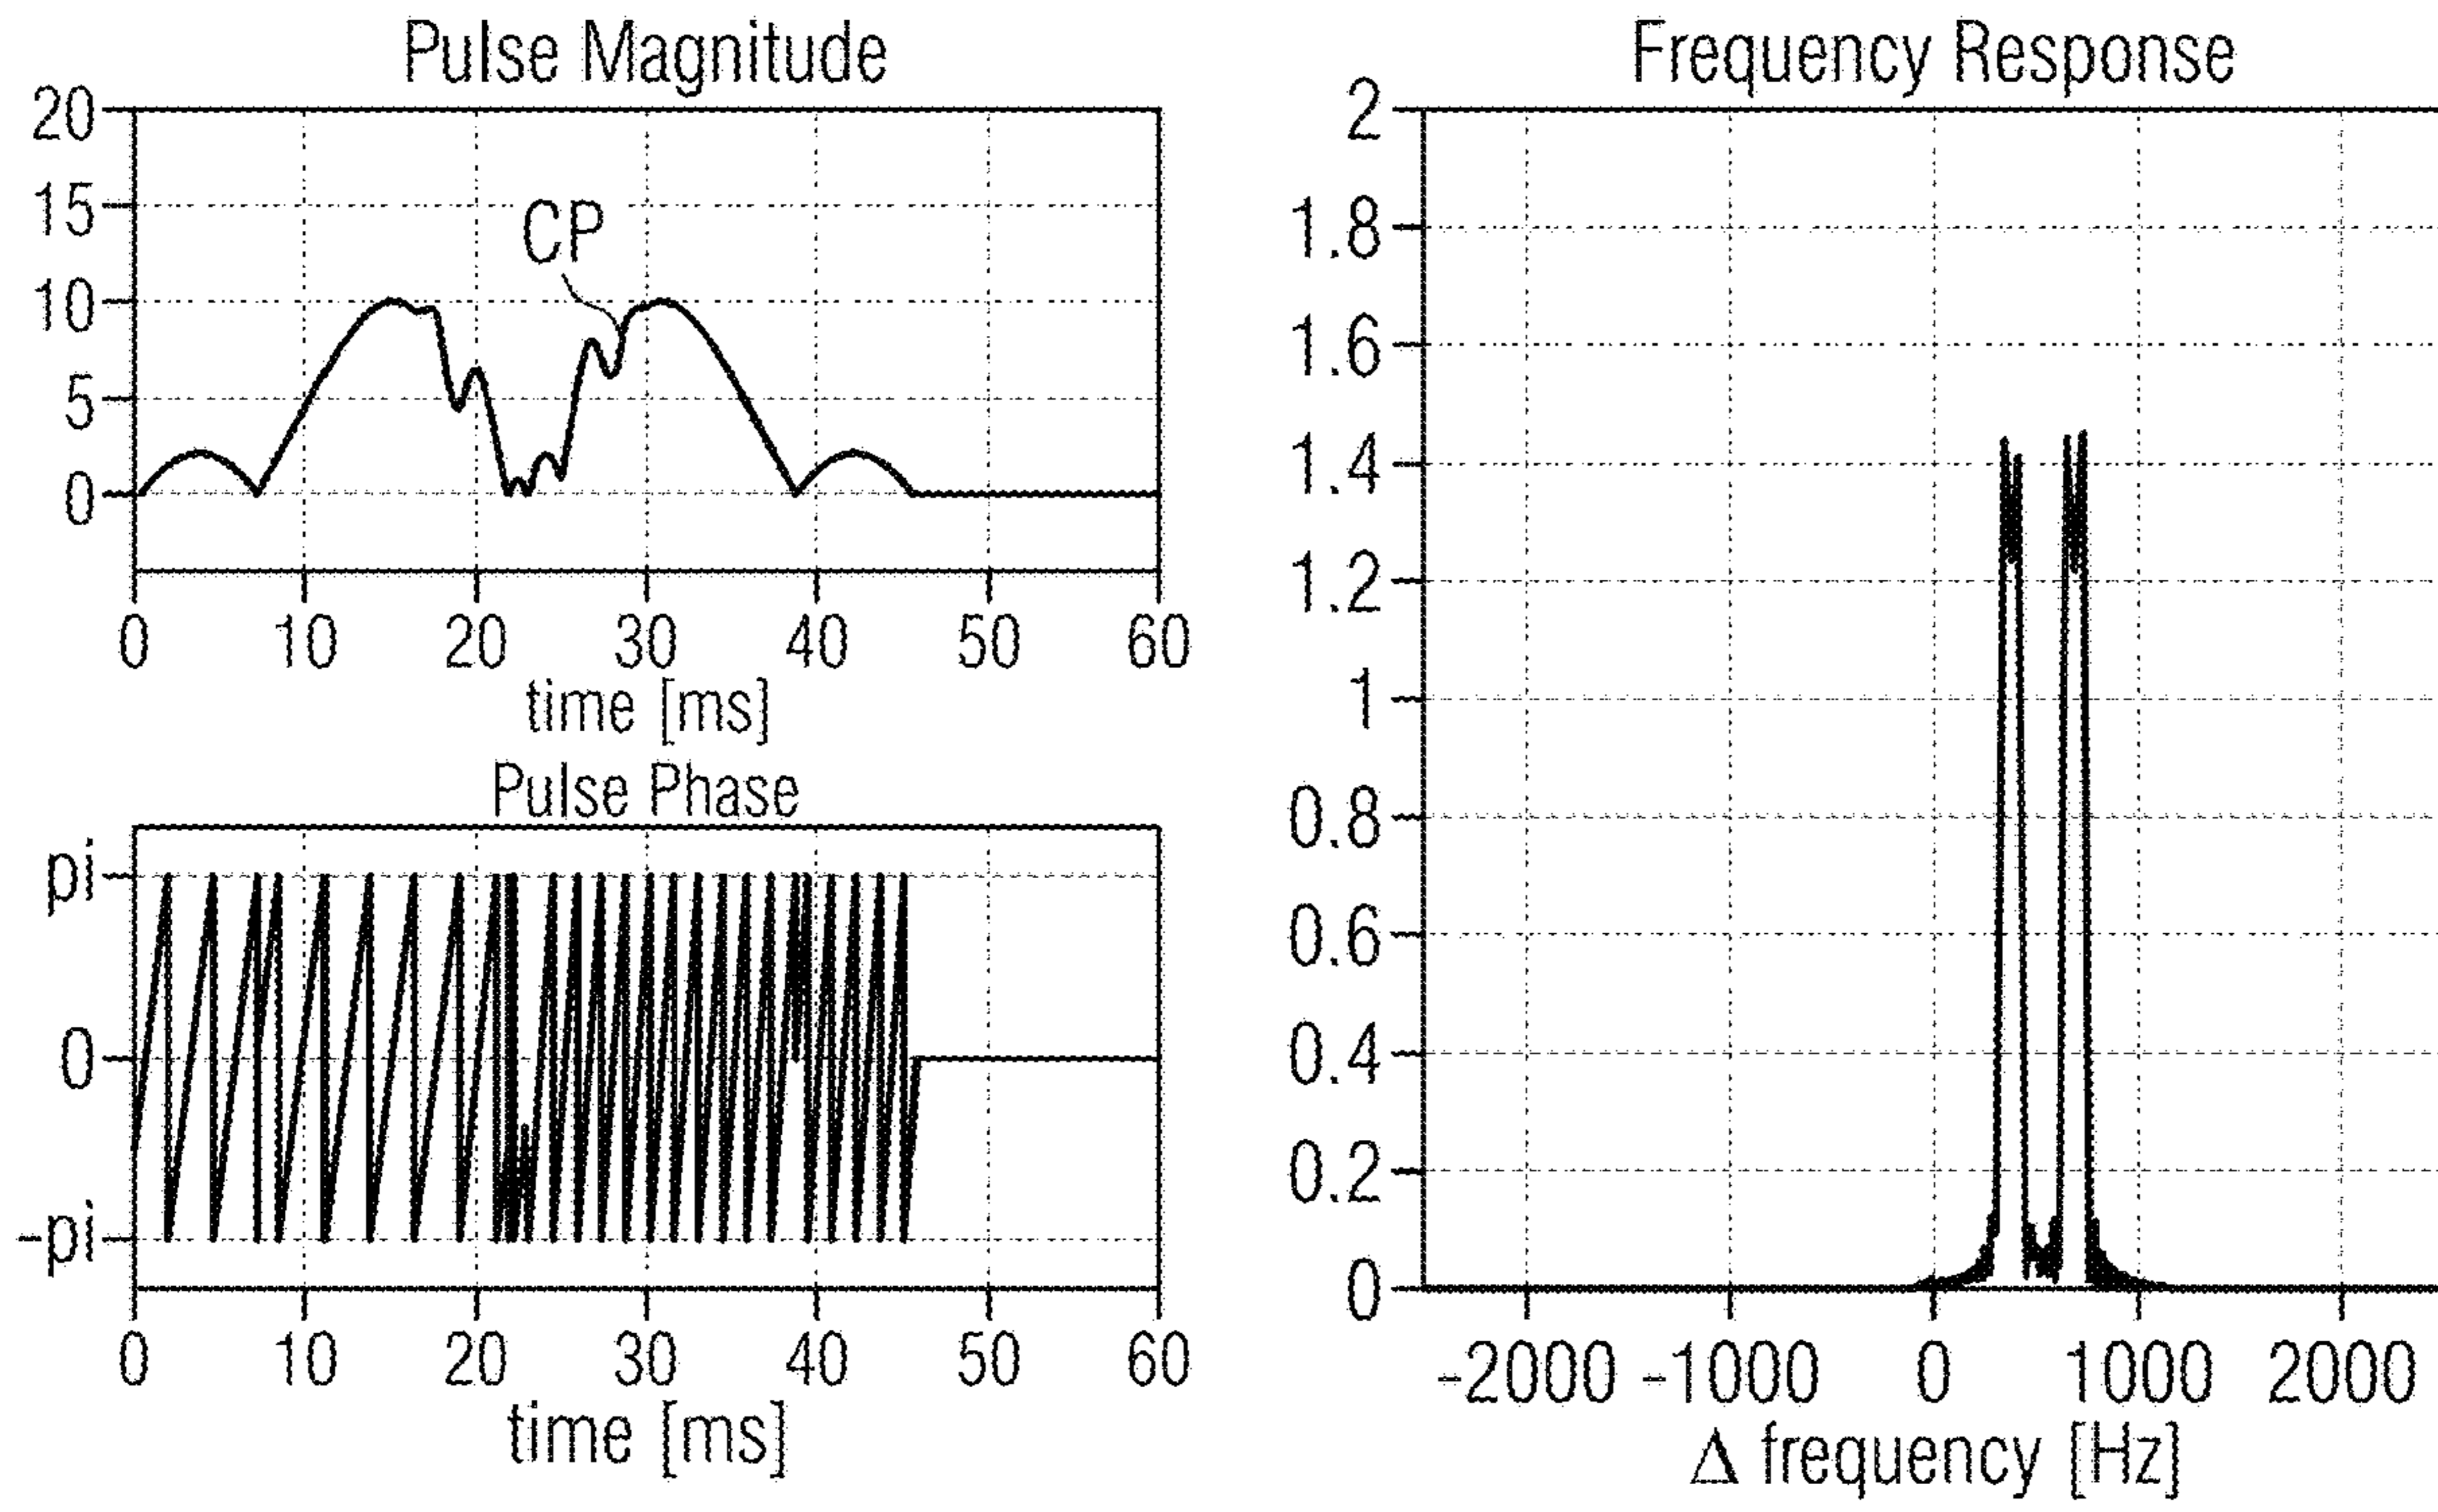 Pulse Magnitude
20
15
10
5
0
CP
0 10 20 30 40 50 60
time [ms]
Pulse Phase
pi
0
-pi
0 10 20 30 40 50 60
time [ms]
Frequency Response
2
1.8
1.6
1.4
1.2
1
0.8
0.6
0.4
0.2
0
-2000 -1000 0 1000 2000
Δ frequency [Hz]